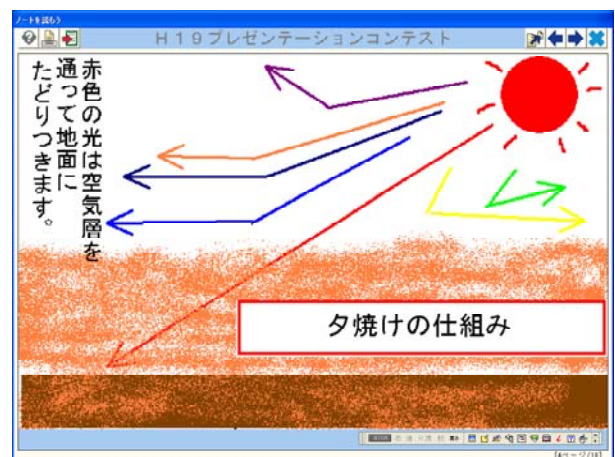 ノートを読もう
H19プレゼンテーションコンテスト
赤色の光は空気層を
通って地面に
たどりつきます。
夕焼けの仕組み